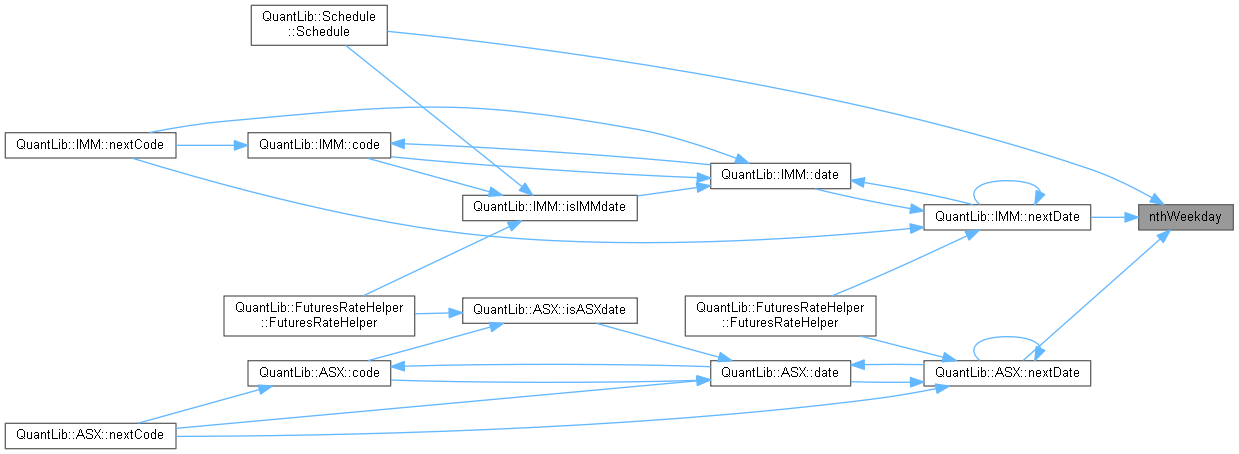 QuantLib::Schedule
::Schedule
QuantLib::IMM::nextCode
QuantLib::IMM::code
QuantLib::IMM::date
QuantLib::IMM::isIMMdate
QuantLib::IMM::nextDate
nthWeekday
QuantLib::FuturesRateHelper
::FuturesRateHelper
QuantLib::ASX::isASXdate
QuantLib::FuturesRateHelper
::FuturesRateHelper
QuantLib::ASX::code
QuantLib::ASX::date
QuantLib::ASX::nextDate
QuantLib::ASX::nextCode